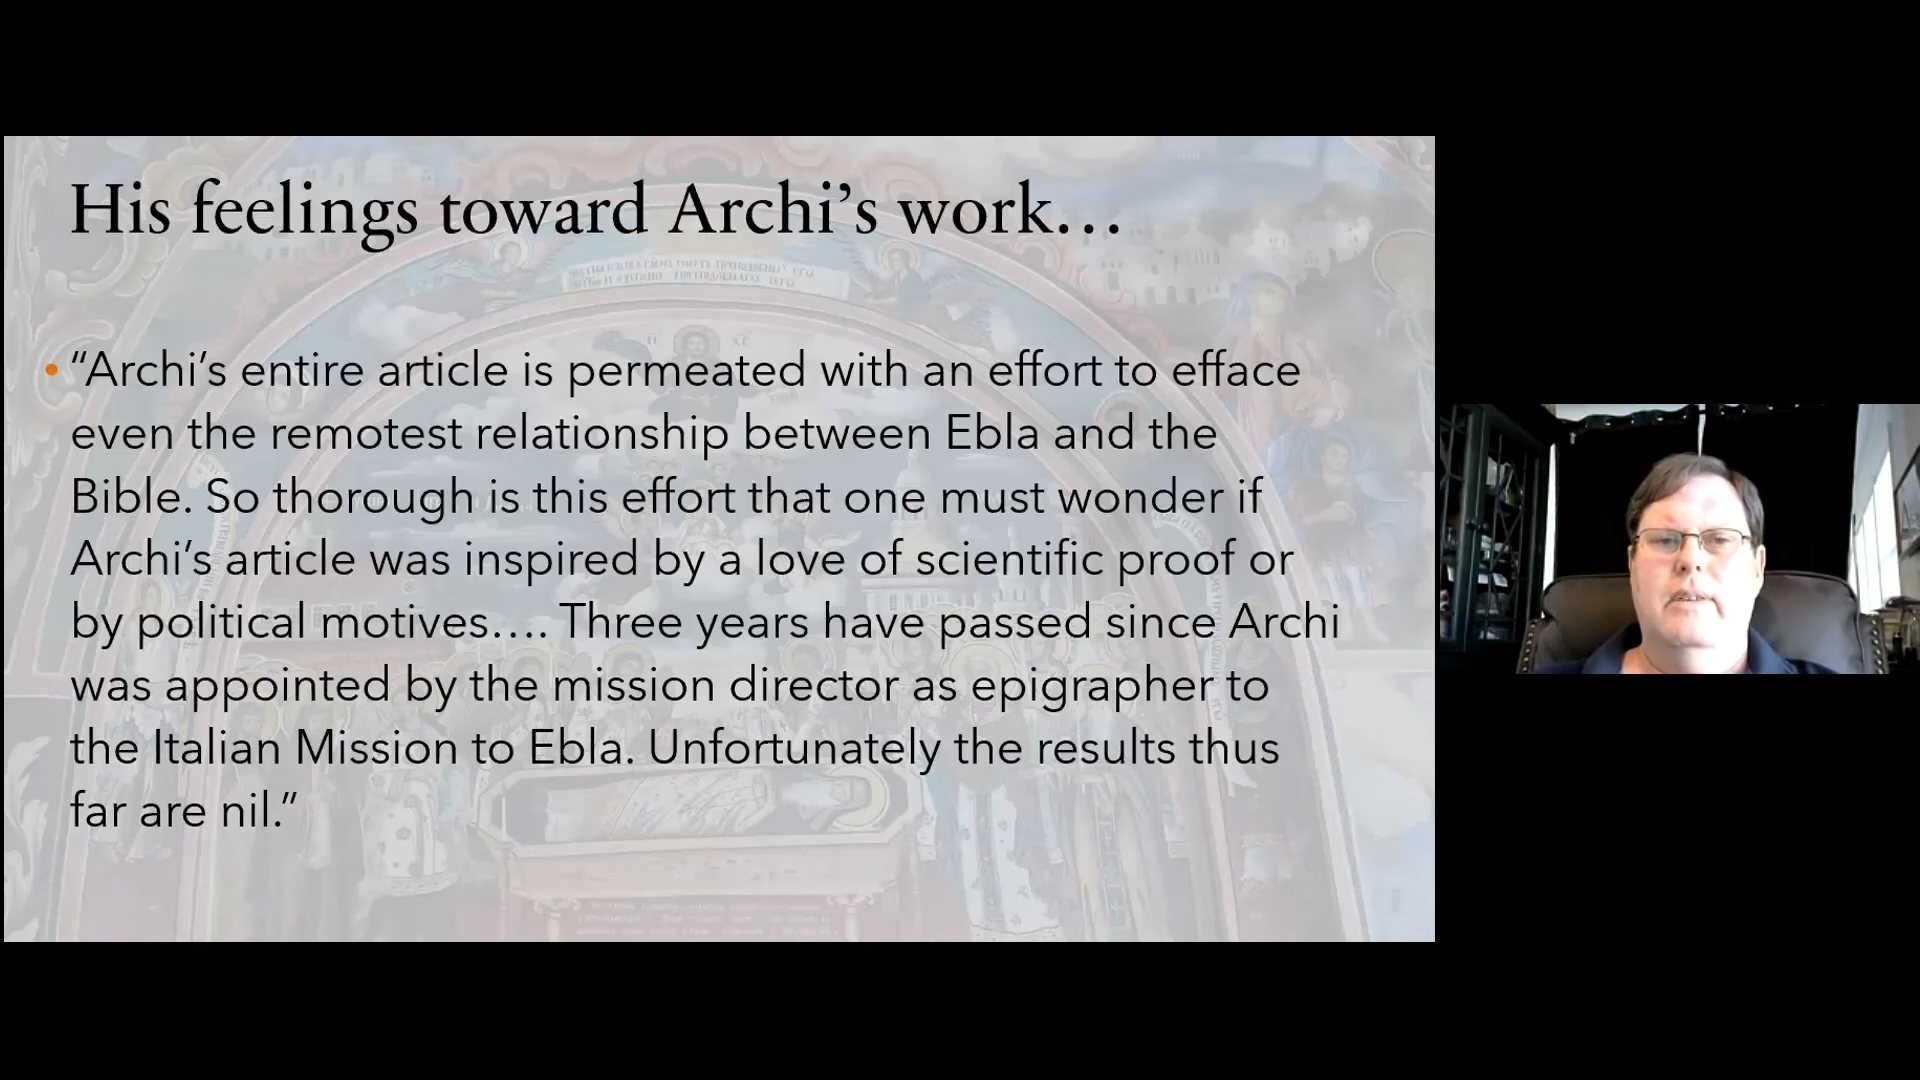 His feelings toward Archi’s work…
• “Archi’s entire article is permeated with an effort to efface
even the remotest relationship between Ebla and the
Bible. So thorough is this effort that one must wonder if
Archi’s article was inspired by a love of scientific proof or
by political motives…. Three years have passed since Archi
was appointed by the mission director as epigrapher to
the Italian Mission to Ebla. Unfortunately the results thus
far are nil.”